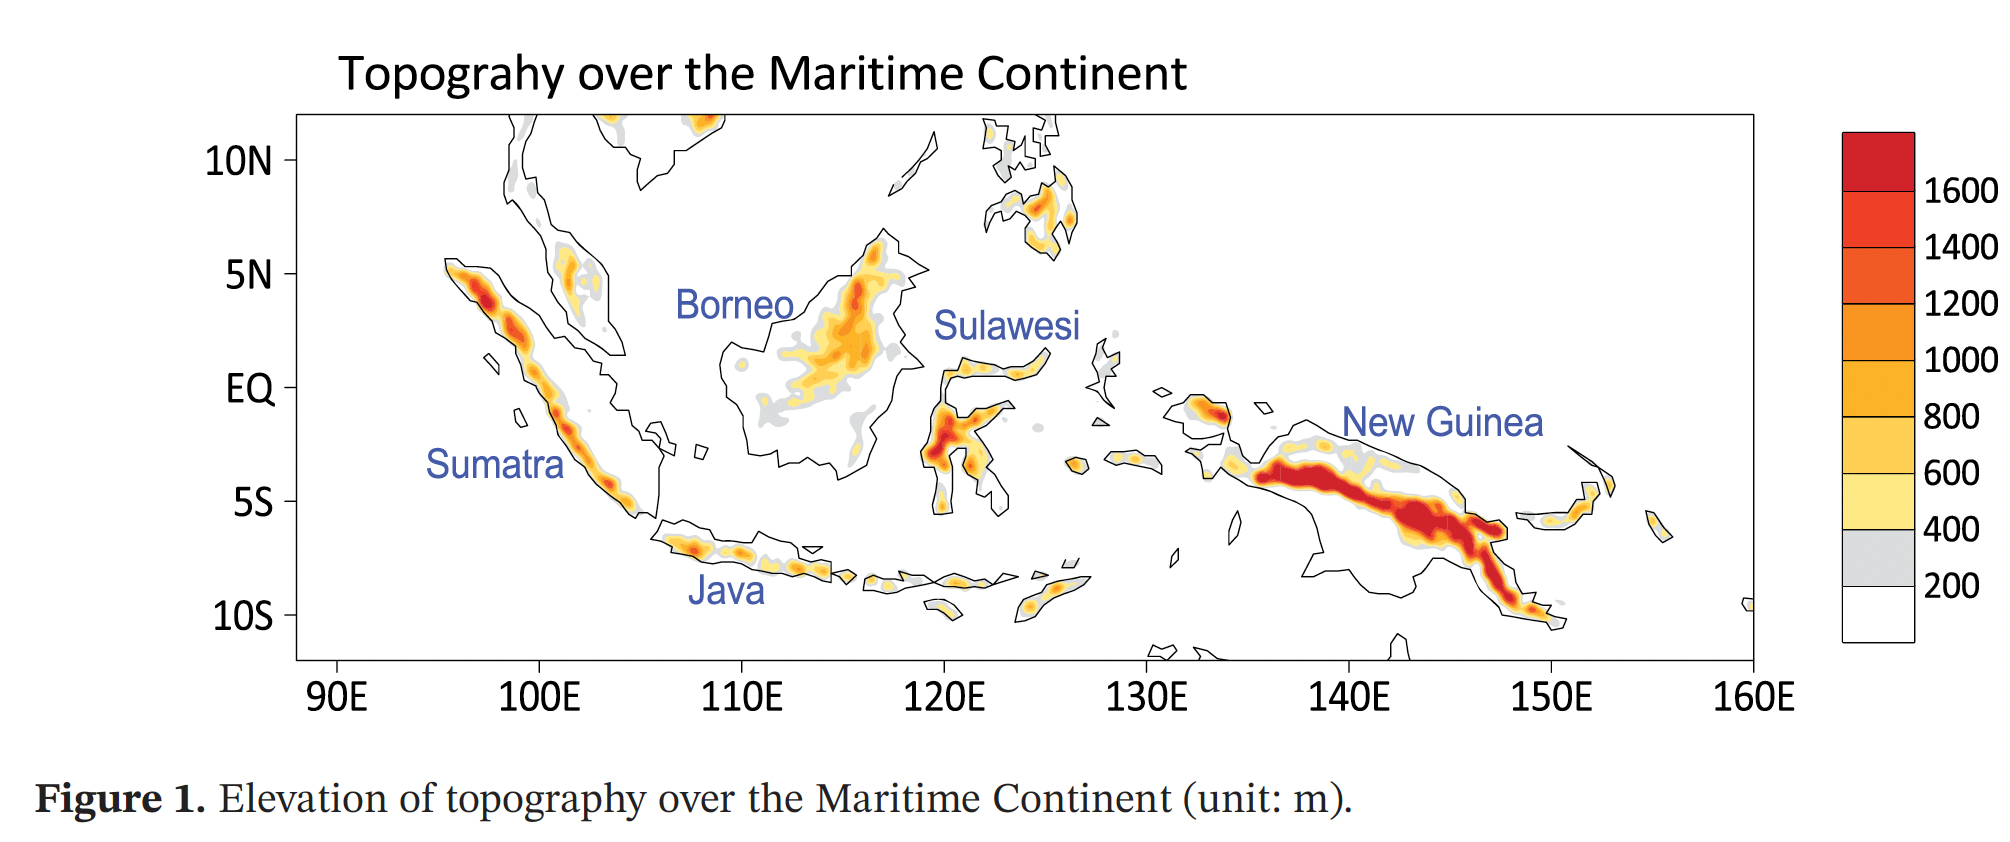 Topograhy over the Maritime Continent
10N
5N
EQ
5S
10S
90E 100E 110E 120E 130E 140E 150E 160E
Borneo
Sulawesi
Sumatra
New Guinea
Java
1600
1400
1200
1000
800
600
400
200
Figure 1. Elevation of topography over the Maritime Continent (unit: m).